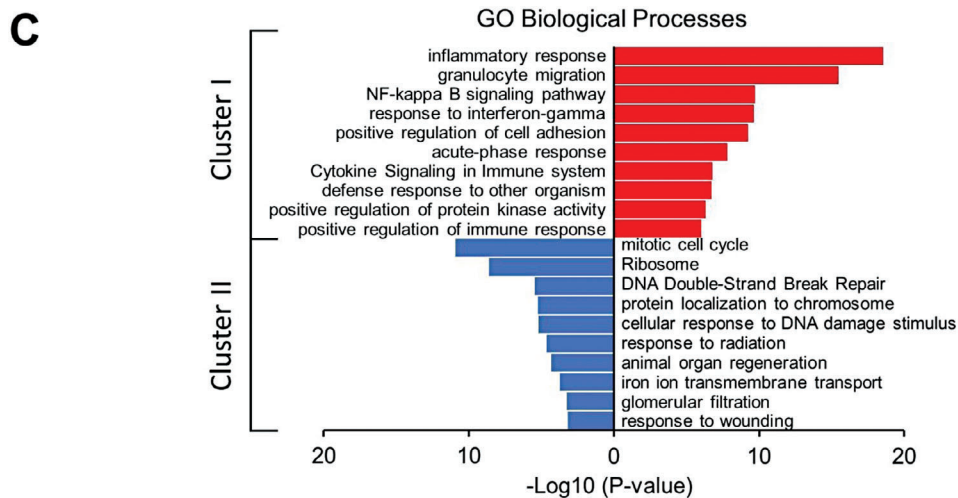 C
GO Biological Processes
Cluster I
inflammatory response
granulocyte migration
NF-kappa B signaling pathway
response to interferon-gamma
positive regulation of cell adhesion
acute-phase response
Cytokine Signaling in Immune system
defense response to other organism
positive regulation of protein kinase activity
positive regulation of immune response
Cluster II
mitotic cell cycle
Ribosome
DNA Double-Strand Break Repair
protein localization to chromosome
cellular response to DNA damage stimulus
response to radiation
animal organ regeneration
iron ion transmembrane transport
glomerular filtration
response to wounding
20 10 0 10 20
-Log10 (P-value)